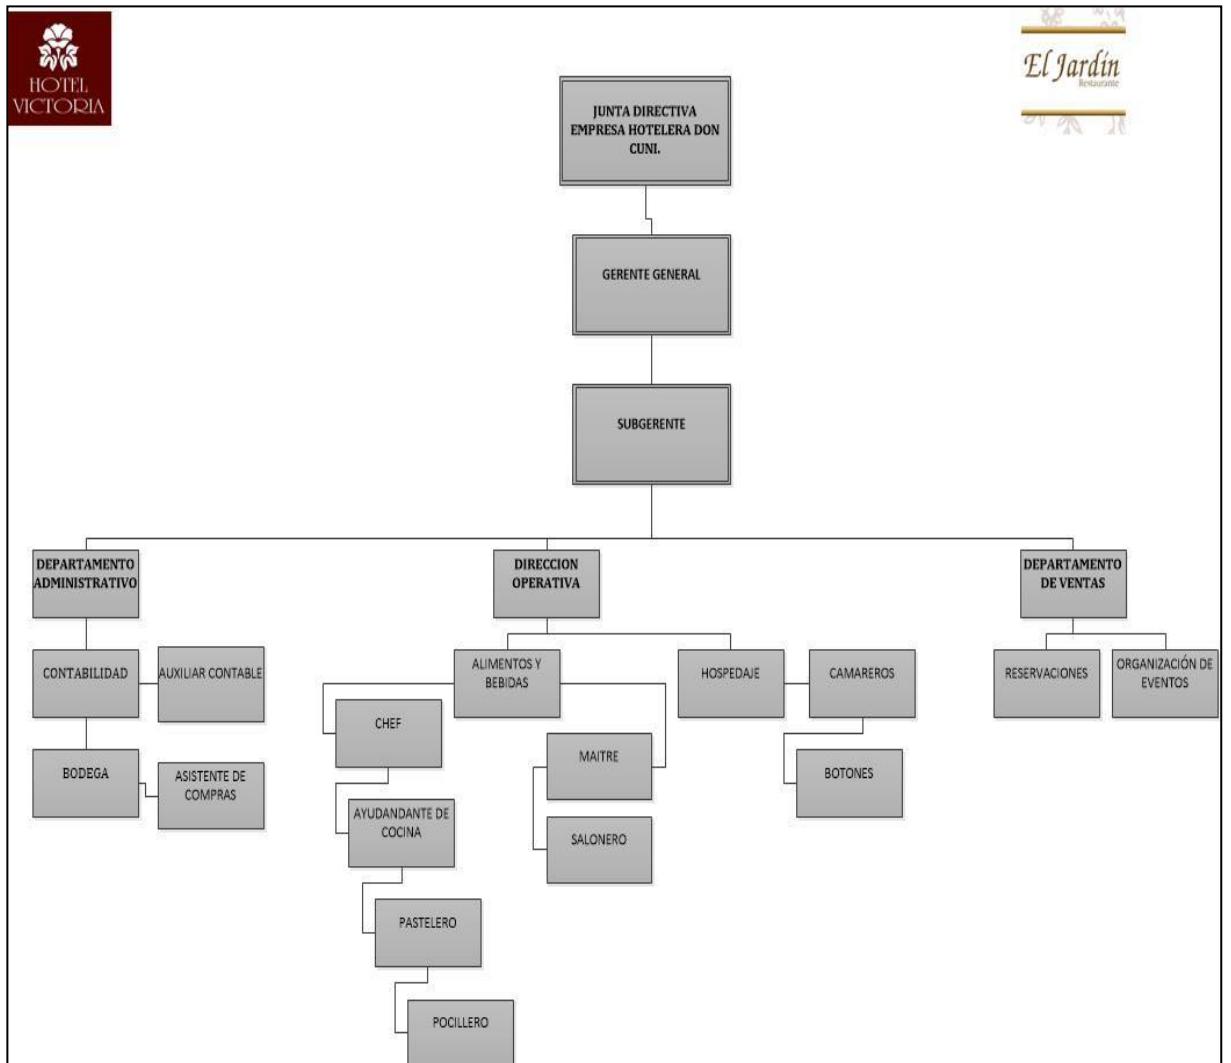 HOTEL
VICTORIA
El Jardín
Restaurante
JUNTA DIRECTIVA
EMPRESA HOTELERA DON
CUNI.
GERENTE GENERAL
SUBGERENTE
DEPARTAMENTO
ADMINISTRATIVO
DIRECCION
OPERATIVA
DEPARTAMENTO
DE VENTAS
CONTABILIDAD
AUXILIAR CONTABLE
ALIMENTOS Y
BEBIDAS
HOSPEDAJE
CAMAREROS
RESERVACIONES
ORGANIZACIÓN DE
EVENTOS
CHEF
BODEGA
ASISTENTE DE
COMPRAS
MAITRE
BOTONES
AYUDANDANTE DE
COCINA
SALONERO
PASTELERO
POCILLERO